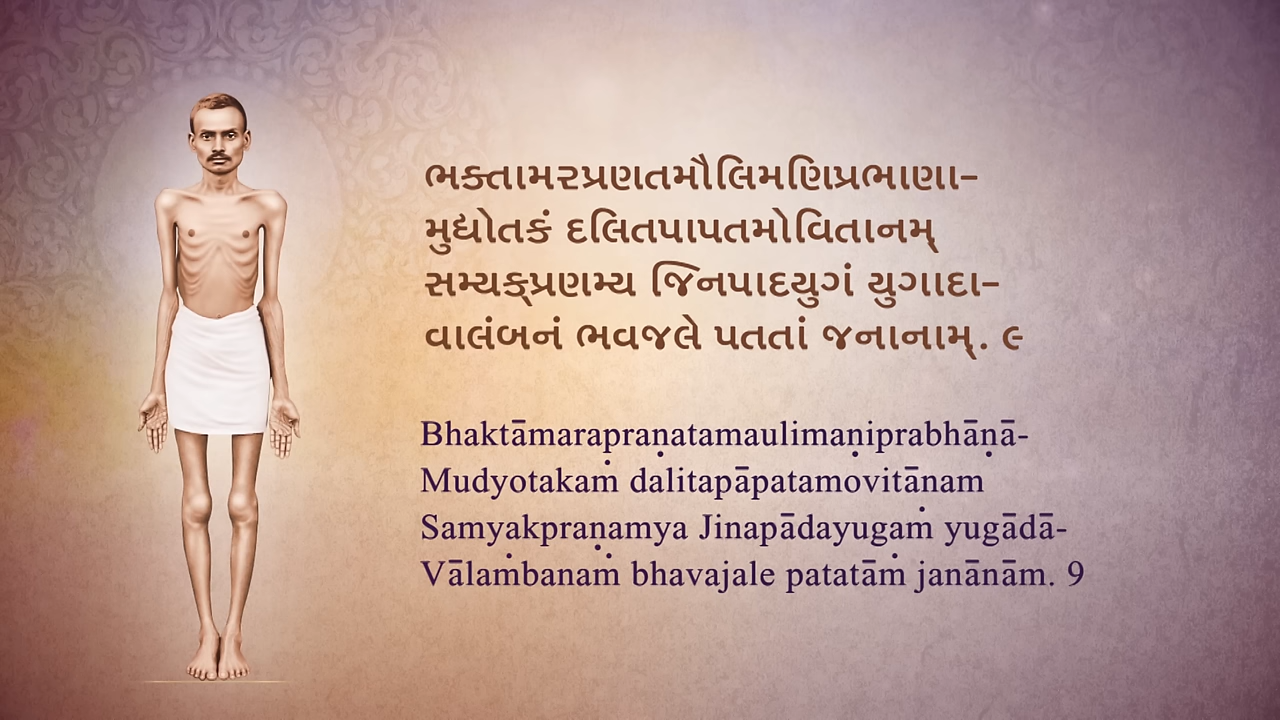 ભક્તામરપ્રણતમૌલિમણિપ્રભાણા–
મુદ્યોતકં દલિતપાપતમોવિતાનમ્
સમ્યક્પ્રણમ્ય જિનપાદયુગં યુગાદા–
વાલંબનં ભવજલે પતતાં જનાનામ્. ૯
Bhaktāmarapraṇatamaulimaṇiprabhāṇā-
Mudyotakaṁ dalitapāpatamovitānam
Samyakpraṇamya Jinapādayugaṁ yugādā-
Vālaṁbanaṁ bhavajale patatāṁ janānām. 9